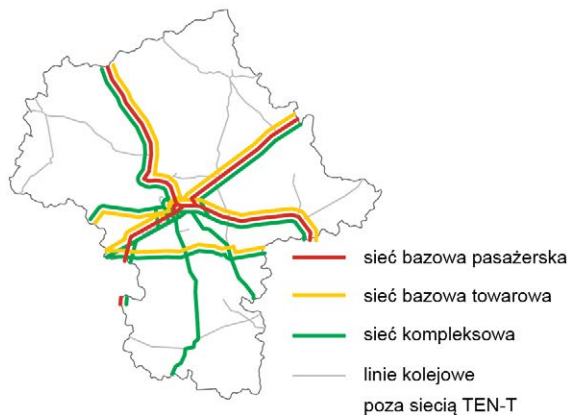 sieć bazowa pasażerska
sieć bazowa towarowa
sieć kompleksowa
linie kolejowe
poza siecią TEN-T